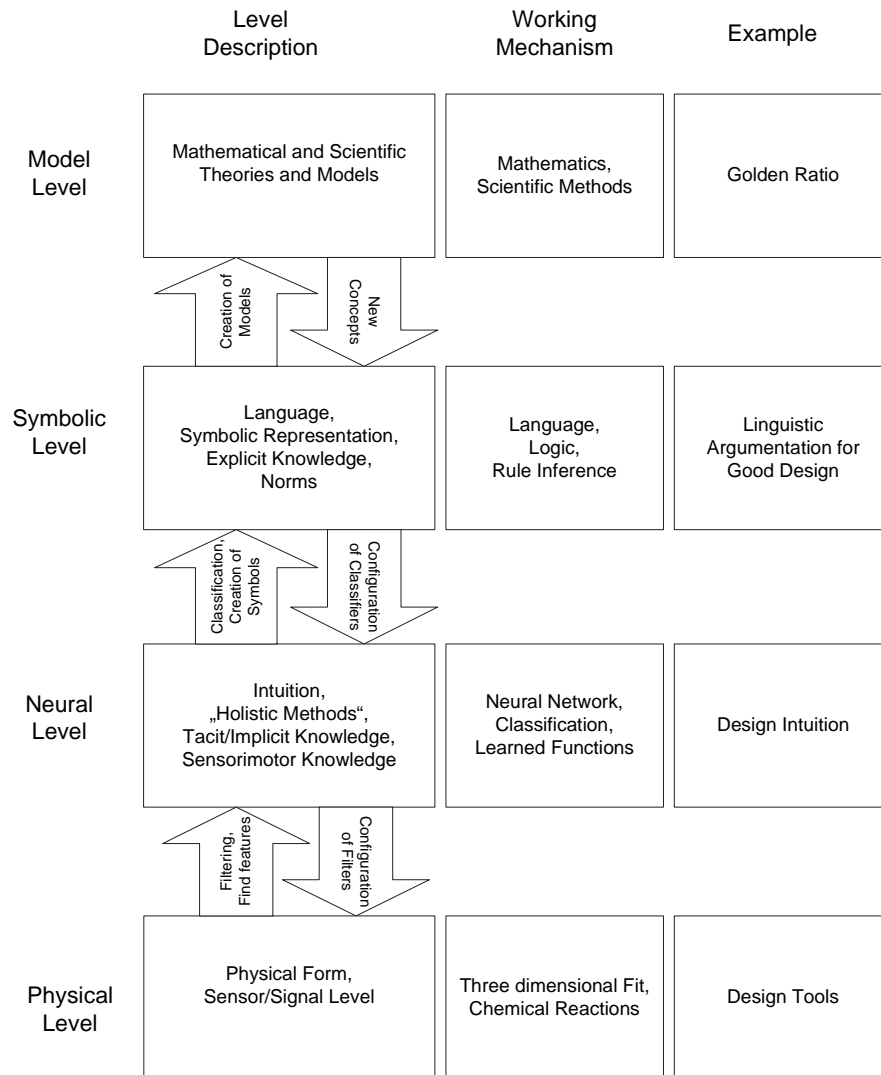 Level
Description
Working
Mechanism
Example
Model
Level
Mathematical and Scientific
Theories and Models
Mathematics,
Scientific Methods
Golden Ratio
Creation of
Models
New
Concepts
Symbolic
Level
Language,
Symbolic Representation,
Explicit Knowledge,
Norms
Language,
Logic,
Rule Inference
Linguistic
Argumentation for
Good Design
Classification,
Creation of
Symbols
Configuration
of Classifiers
Neural
Level
Intuition,
„Holistic Methods“,
Tacit/Implicit Knowledge,
Sensorimotor Knowledge
Neural Network,
Classification,
Learned Functions
Design Intuition
Filtering,
Find features
Configuration
of Filters
Physical
Level
Physical Form,
Sensor/Signal Level
Three dimensional Fit,
Chemical Reactions
Design Tools